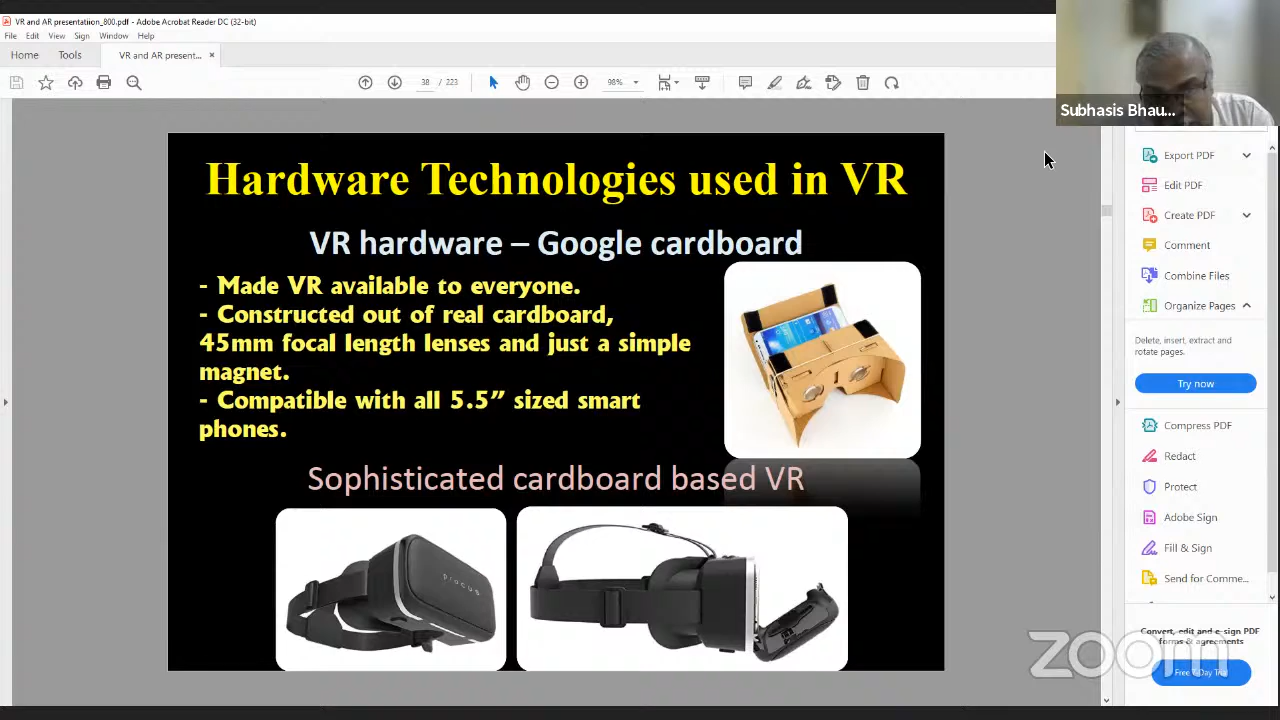 VR and AR presentatioon_800.pdf - Adobe Acrobat Reader DC (32-bit)
File Edit View Sign Window Help
Home Tools VR and AR present... ×
38 / 223 98%
Subhasis Bhau...
Hardware Technologies used in VR
VR hardware – Google cardboard
- Made VR available to everyone.
- Constructed out of real cardboard,
45mm focal length lenses and just a simple
magnet.
- Compatible with all 5.5” sized smart
phones.
Sophisticated cardboard based VR
Export PDF
Edit PDF
Create PDF
Comment
Combine Files
Organize Pages
Delete, insert, extract and
rotate pages.
Try now
Compress PDF
Redact
Protect
Adobe Sign
Fill & Sign
Send for Comme...
Convert, edit and e-sign PDF
forms & agreements
Free 7-Day Trial
zoom